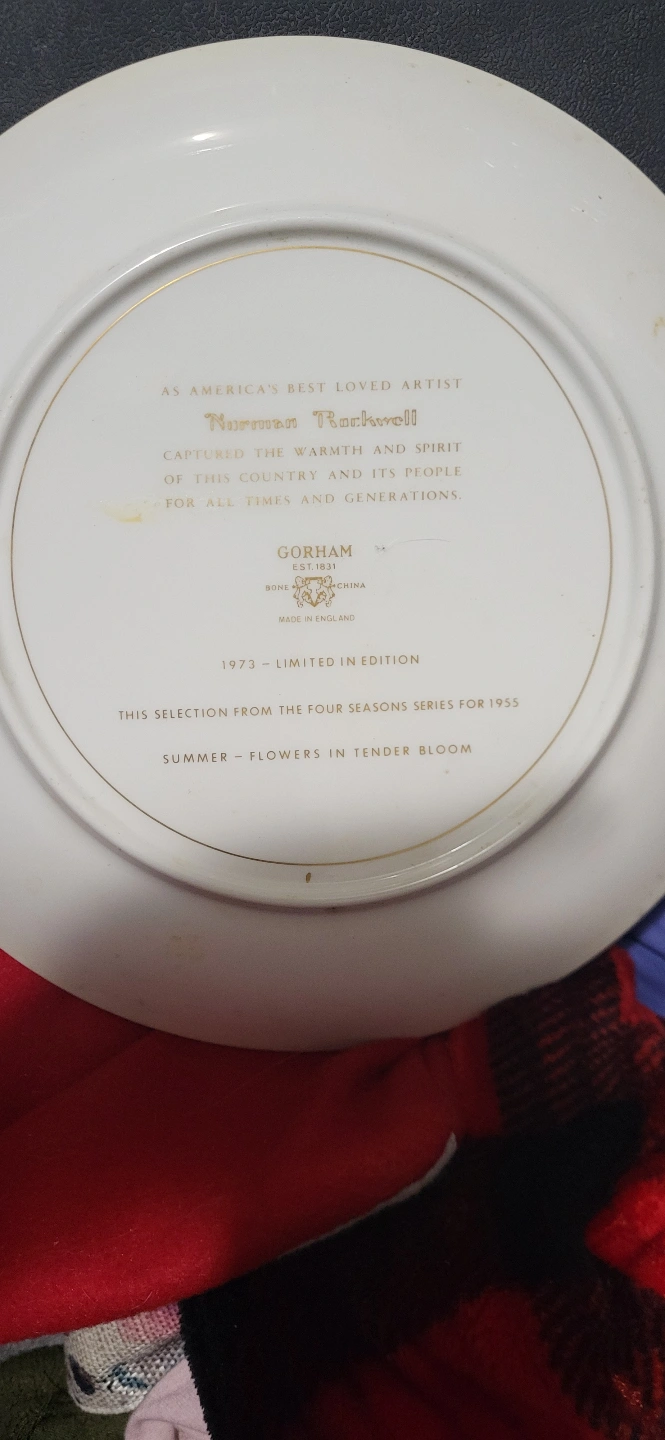 AS AMERICA'S BEST LOVED ARTIST
Norman Rockwell
CAPTURED THE WARMTH AND SPIRIT
OF THIS COUNTRY AND ITS PEOPLE
FOR ALL TIMES AND GENERATIONS.
GORHAM
EST. 1831
BONE CHINA
MADE IN ENGLAND
1973 – LIMITED IN EDITION
THIS SELECTION FROM THE FOUR SEASONS SERIES FOR 1955
SUMMER – FLOWERS IN TENDER BLOOM